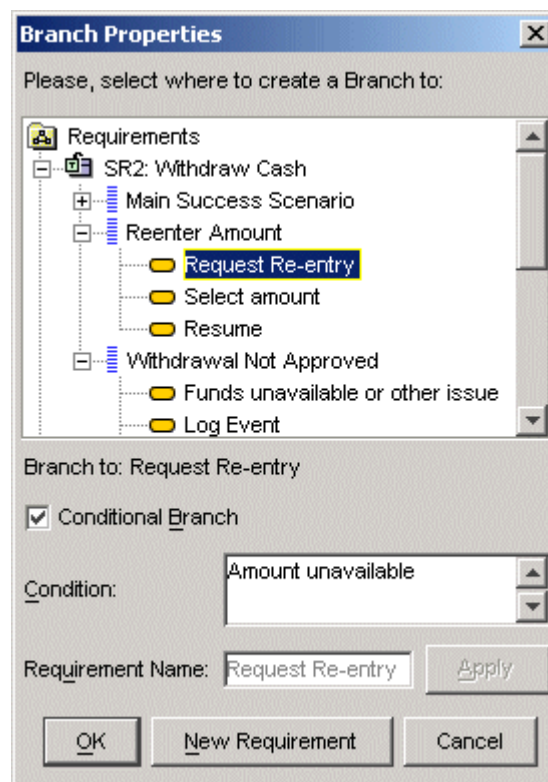 Branch Properties
Please, select where to create a Branch to:
Requirements
SR2: Withdraw Cash
Main Success Scenario
Reenter Amount
Request Re-entry
Select amount
Resume
Withdrawal Not Approved
Funds unavailable or other issue
Log Event
Branch to: Request Re-entry
Conditional Branch
Condition: Amount unavailable
Requirement Name: Request Re-entry Apply
OK New Requirement Cancel